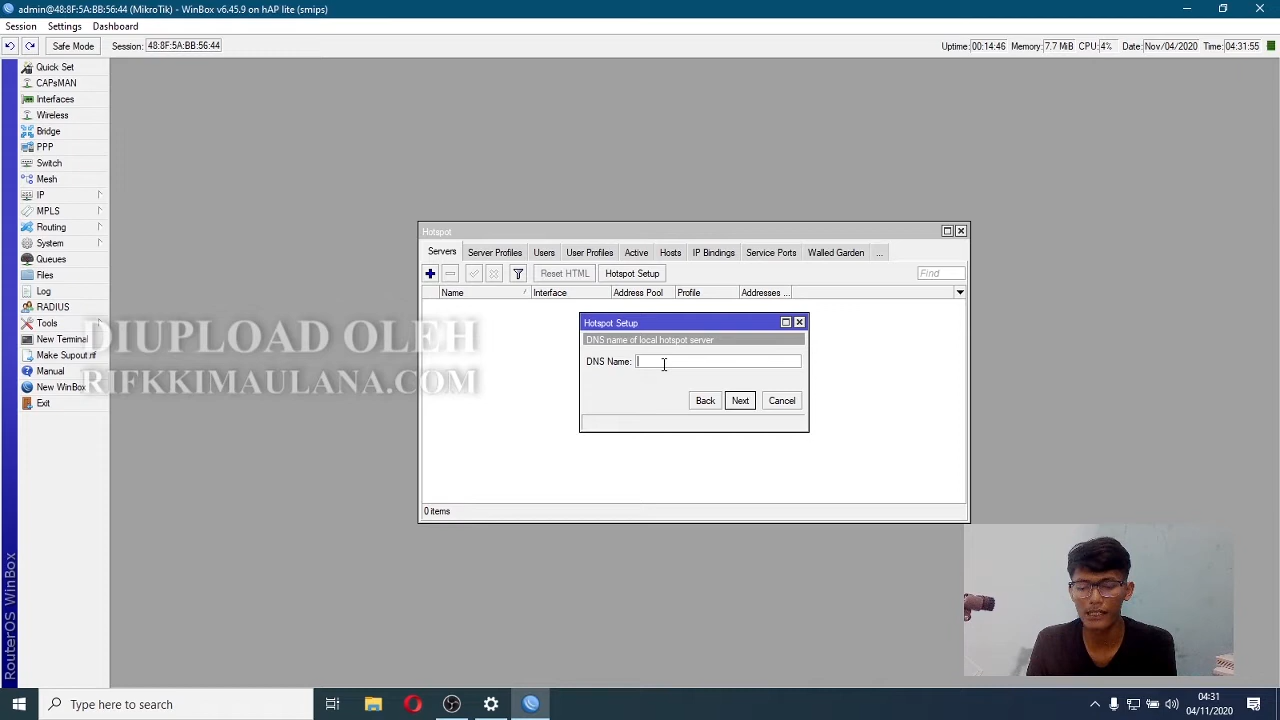 admin@48:8F:5A:BB:56:44 (MikroTik) - WinBox v6.45.9 on hAP lite (smips)
Session Settings Dashboard
Safe Mode Session: 48:8F:5A:BB:56:44 Uptime: 00:14:46 Memory: 7.7 MiB CPU: 4% Date: Nov/04/2020 Time: 04:31:55
Quick Set
CAPsMAN
Interfaces
Wireless
Bridge
PPP
Switch
Mesh
IP
MPLS
Routing
System
Queues
Files
Log
RADIUS
Tools
New Terminal
Make Supout.rif
Manual
New WinBox
Exit
RouterOS WinBox
DIUPLOAD OLEH
RIFKKIMAULANA.COM
Hotspot
Servers Server Profiles Users User Profiles Active Hosts IP Bindings Service Ports Walled Garden ...
Reset HTML Hotspot Setup Find
Name Interface Address Pool Profile Addresses ...
Hotspot Setup
DNS name of local hotspot server
DNS Name:
Back Next Cancel
0 items
Type here to search
04:31
04/11/2020